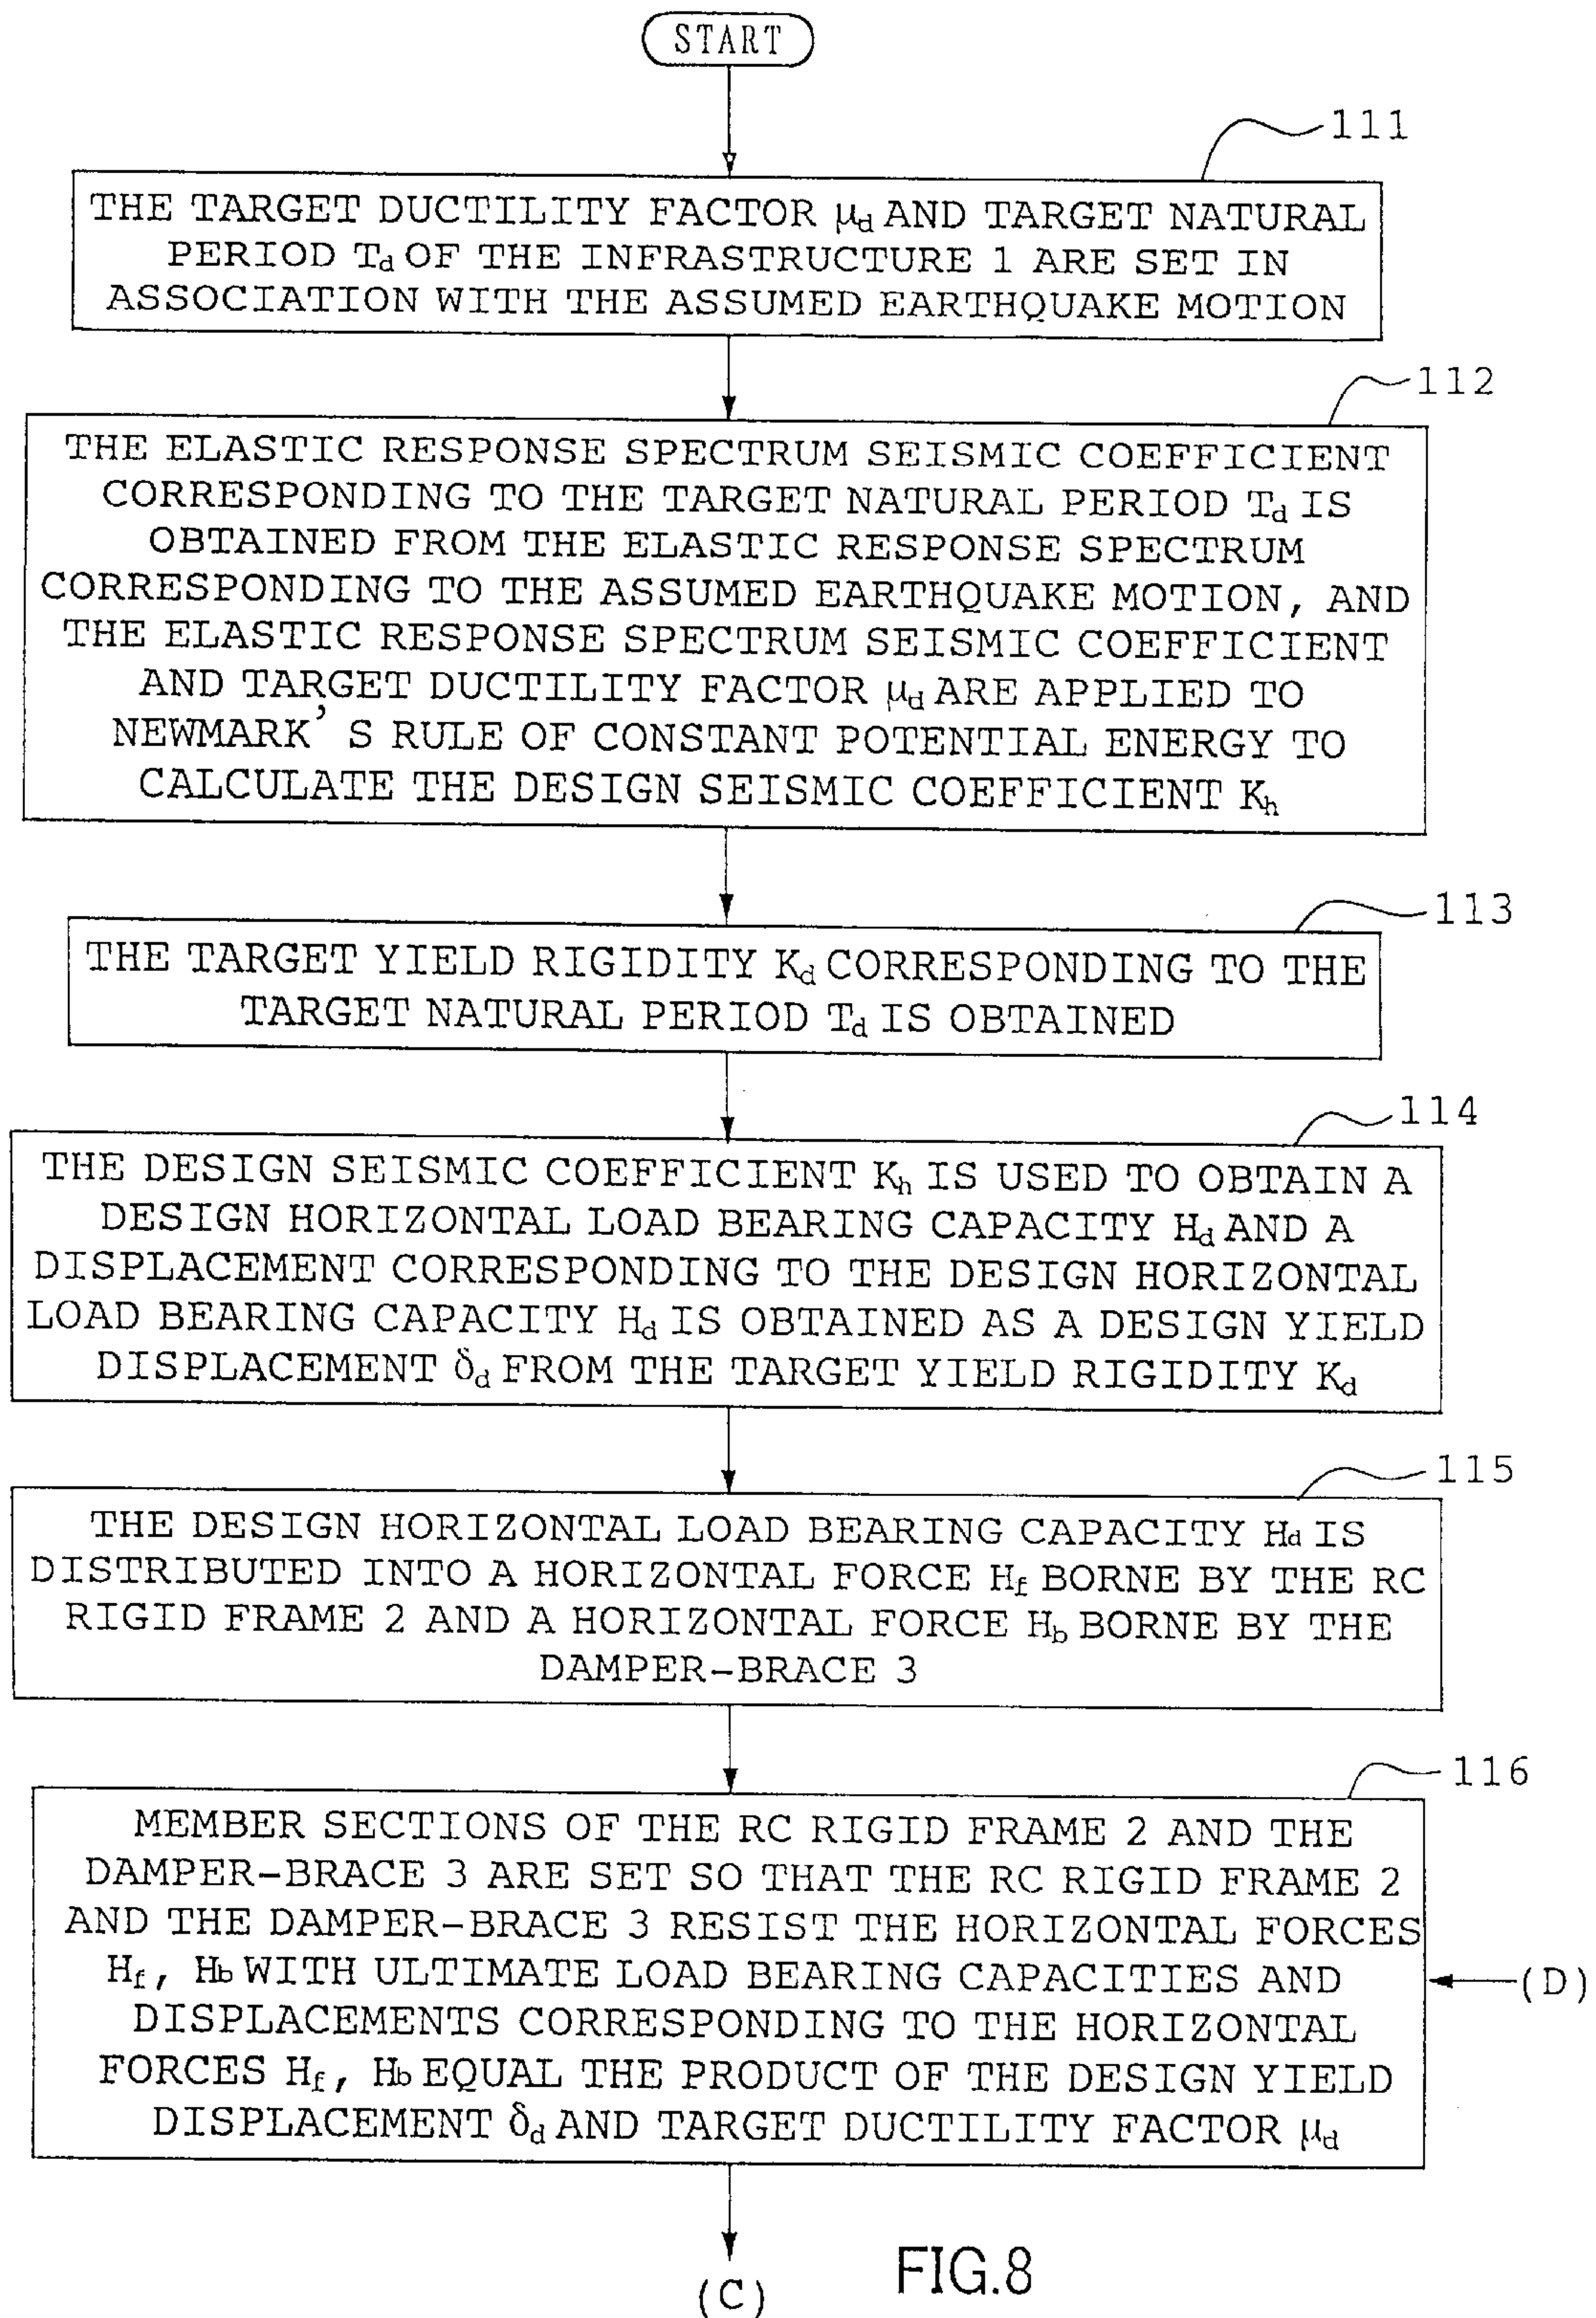 START
111
THE TARGET DUCTILITY FACTOR μd AND TARGET NATURAL
PERIOD Td OF THE INFRASTRUCTURE 1 ARE SET IN
ASSOCIATION WITH THE ASSUMED EARTHQUAKE MOTION
112
THE ELASTIC RESPONSE SPECTRUM SEISMIC COEFFICIENT
CORRESPONDING TO THE TARGET NATURAL PERIOD Td IS
OBTAINED FROM THE ELASTIC RESPONSE SPECTRUM
CORRESPONDING TO THE ASSUMED EARTHQUAKE MOTION, AND
THE ELASTIC RESPONSE SPECTRUM SEISMIC COEFFICIENT
AND TARGET DUCTILITY FACTOR μd ARE APPLIED TO
NEWMARK'S RULE OF CONSTANT POTENTIAL ENERGY TO
CALCULATE THE DESIGN SEISMIC COEFFICIENT Kh
113
THE TARGET YIELD RIGIDITY Kd CORRESPONDING TO THE
TARGET NATURAL PERIOD Td IS OBTAINED
114
THE DESIGN SEISMIC COEFFICIENT Kh IS USED TO OBTAIN A
DESIGN HORIZONTAL LOAD BEARING CAPACITY Hd AND A
DISPLACEMENT CORRESPONDING TO THE DESIGN HORIZONTAL
LOAD BEARING CAPACITY Hd IS OBTAINED AS A DESIGN YIELD
DISPLACEMENT δd FROM THE TARGET YIELD RIGIDITY Kd
115
THE DESIGN HORIZONTAL LOAD BEARING CAPACITY Hd IS
DISTRIBUTED INTO A HORIZONTAL FORCE Hf BORNE BY THE RC
RIGID FRAME 2 AND A HORIZONTAL FORCE Hb BORNE BY THE
DAMPER-BRACE 3
116
MEMBER SECTIONS OF THE RC RIGID FRAME 2 AND THE
DAMPER-BRACE 3 ARE SET SO THAT THE RC RIGID FRAME 2
AND THE DAMPER-BRACE 3 RESIST THE HORIZONTAL FORCES
Hf, Hb WITH ULTIMATE LOAD BEARING CAPACITIES AND
DISPLACEMENTS CORRESPONDING TO THE HORIZONTAL
FORCES Hf, Hb EQUAL THE PRODUCT OF THE DESIGN YIELD
DISPLACEMENT δd AND TARGET DUCTILITY FACTOR μd
(D)
(C)
FIG.8